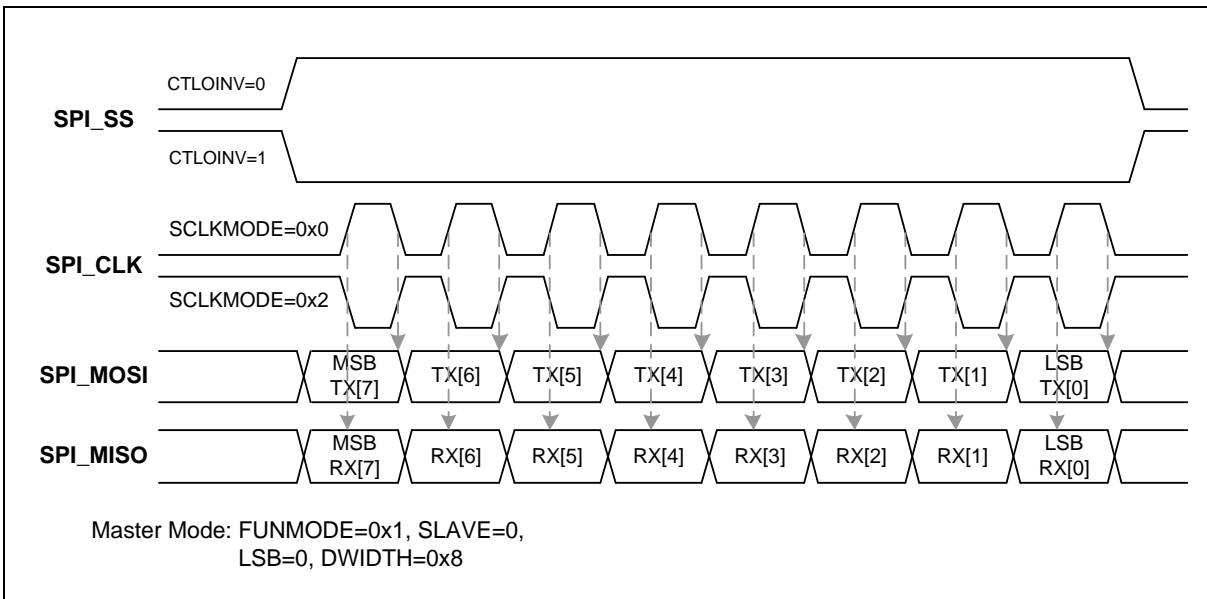 CTLOINV=0
SPI_SS
CTLOINV=1
SCLKMODE=0x0
SPI_CLK
SCLKMODE=0x2
SPI_MOSI
MSB TX[6] TX[5] TX[4] TX[3] TX[2] TX[1] LSB
TX[7] TX[0]
SPI_MISO
MSB RX[6] RX[5] RX[4] RX[3] RX[2] RX[1] LSB
RX[7] RX[0]
Master Mode: FUNMODE=0x1, SLAVE=0,
LSB=0, DWIDTH=0x8